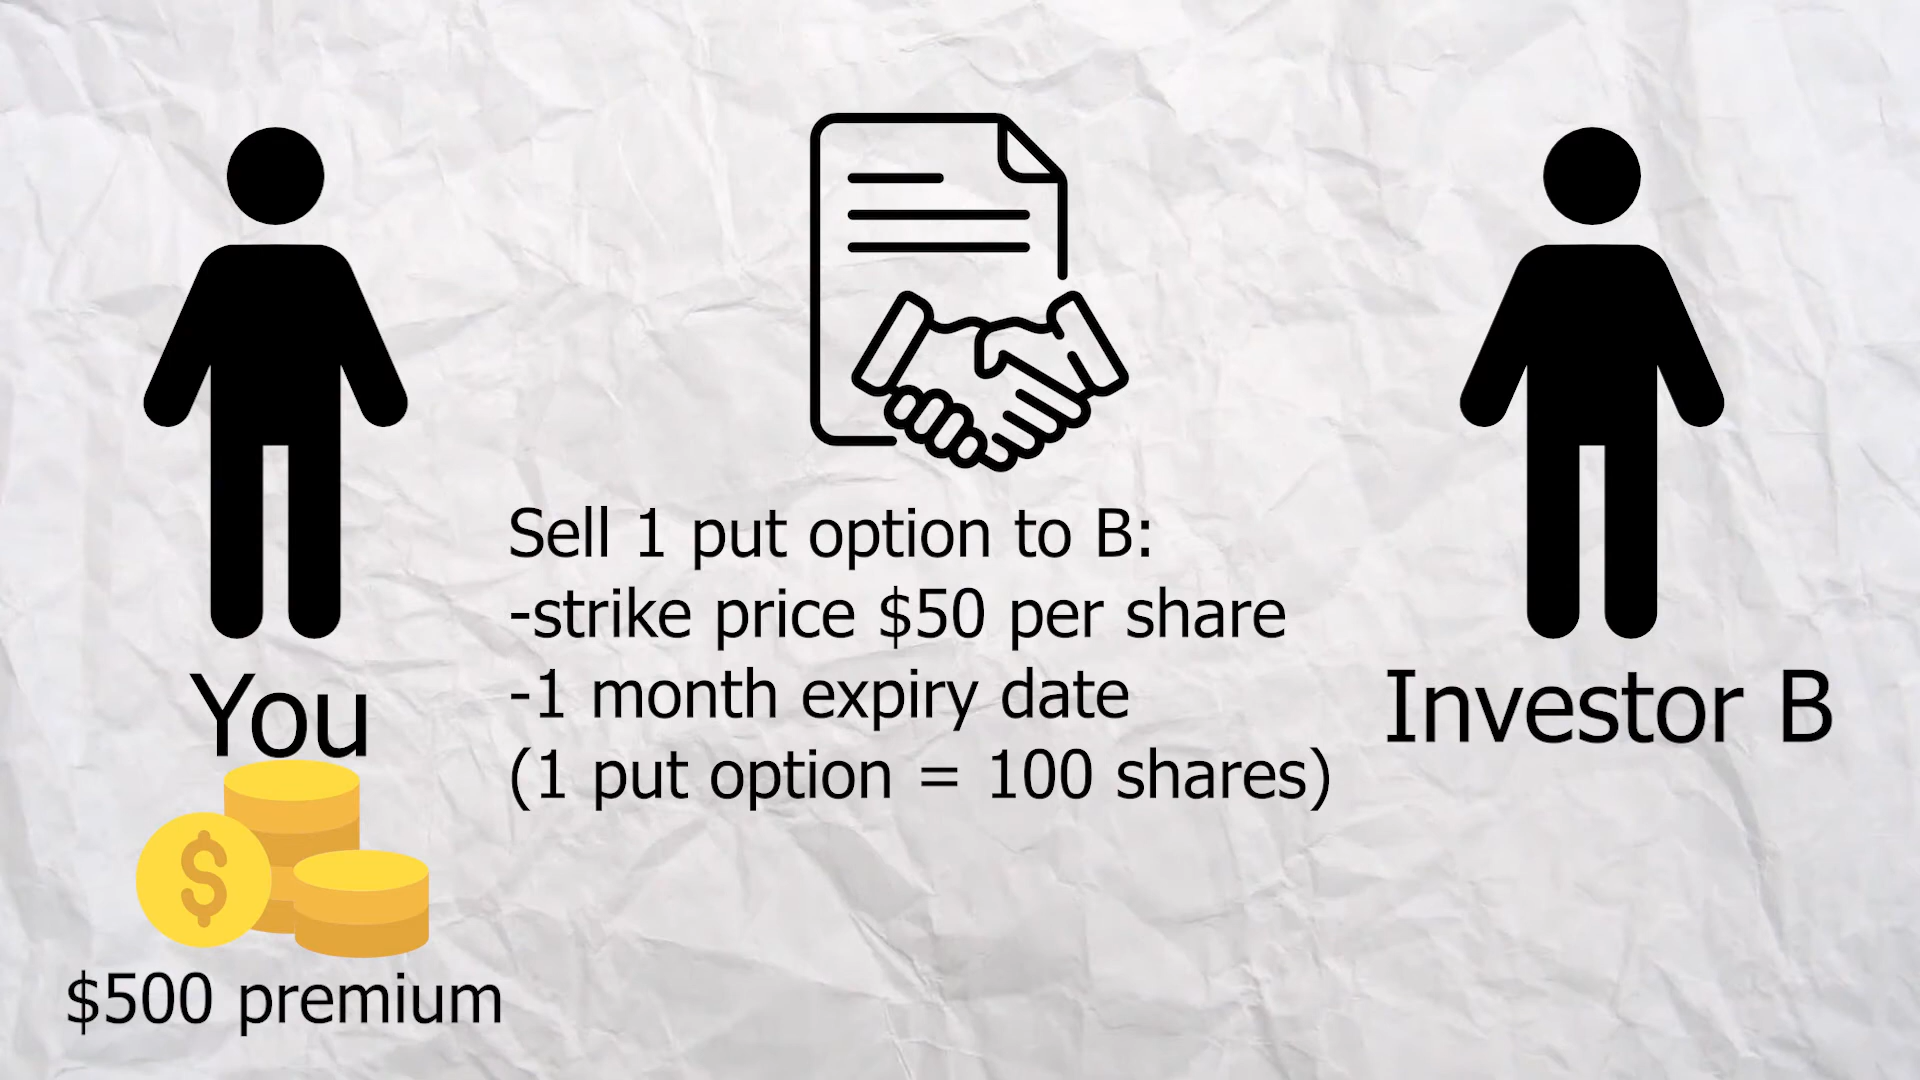 Sell 1 put option to B:
-strike price $50 per share
-1 month expiry date
(1 put option = 100 shares)
You
Investor B
$
$500 premium